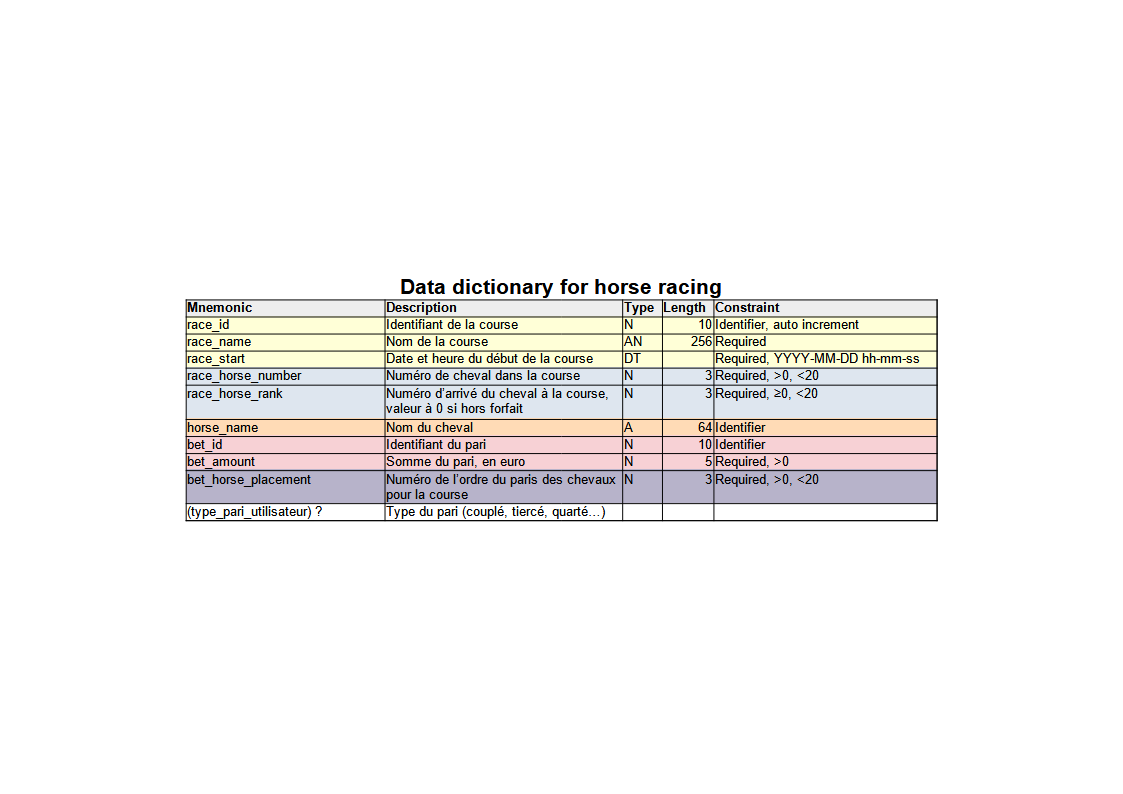 Data dictionary for horse racing
Mnemonic Description Type Length Constraint
race_id Identifiant de la course N 10 Identifier, auto increment
race_name Nom de la course AN 256 Required
race_start Date et heure du début de la course DT Required, YYYY-MM-DD hh-mm-ss
race_horse_number Numéro de cheval dans la course N 3 Required, >0, <20
race_horse_rank Numéro d’arrivé du cheval à la course, N 3 Required, ≥0, <20
valeur à 0 si hors forfait
horse_name Nom du cheval A 64 Identifier
bet_id Identifiant du pari N 10 Identifier
bet_amount Somme du pari, en euro N 5 Required, >0
bet_horse_placement Numéro de l’ordre du paris des chevaux N 3 Required, >0, <20
pour la course
(type_pari_utilisateur) ? Type du pari (couplé, tiercé, quarté…)